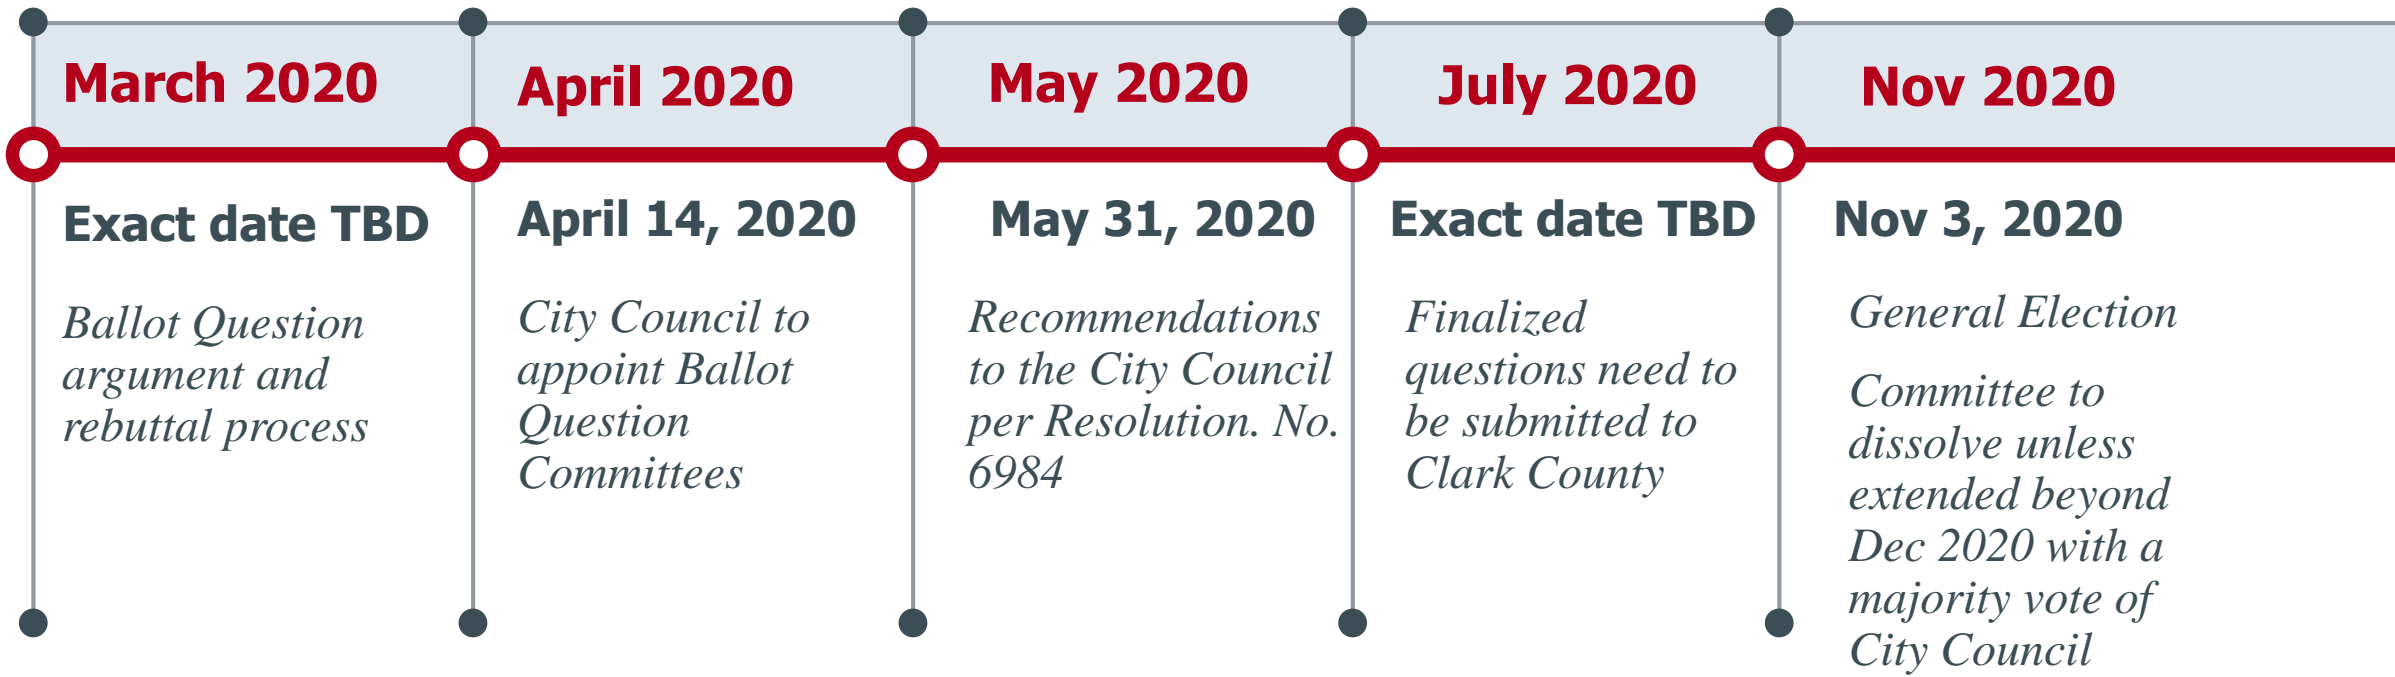 March 2020
Exact date TBD
Ballot Question
argument and
rebuttal process
April 2020
April 14, 2020
City Council to
appoint Ballot
Question
Committees
May 2020
May 31, 2020
Recommendations
to the City Council
per Resolution. No.
6984
July 2020
Exact date TBD
Finalized
questions need to
be submitted to
Clark County
Nov 2020
Nov 3, 2020
General Election
Committee to
dissolve unless
extended beyond
Dec 2020 with a
majority vote of
City Council